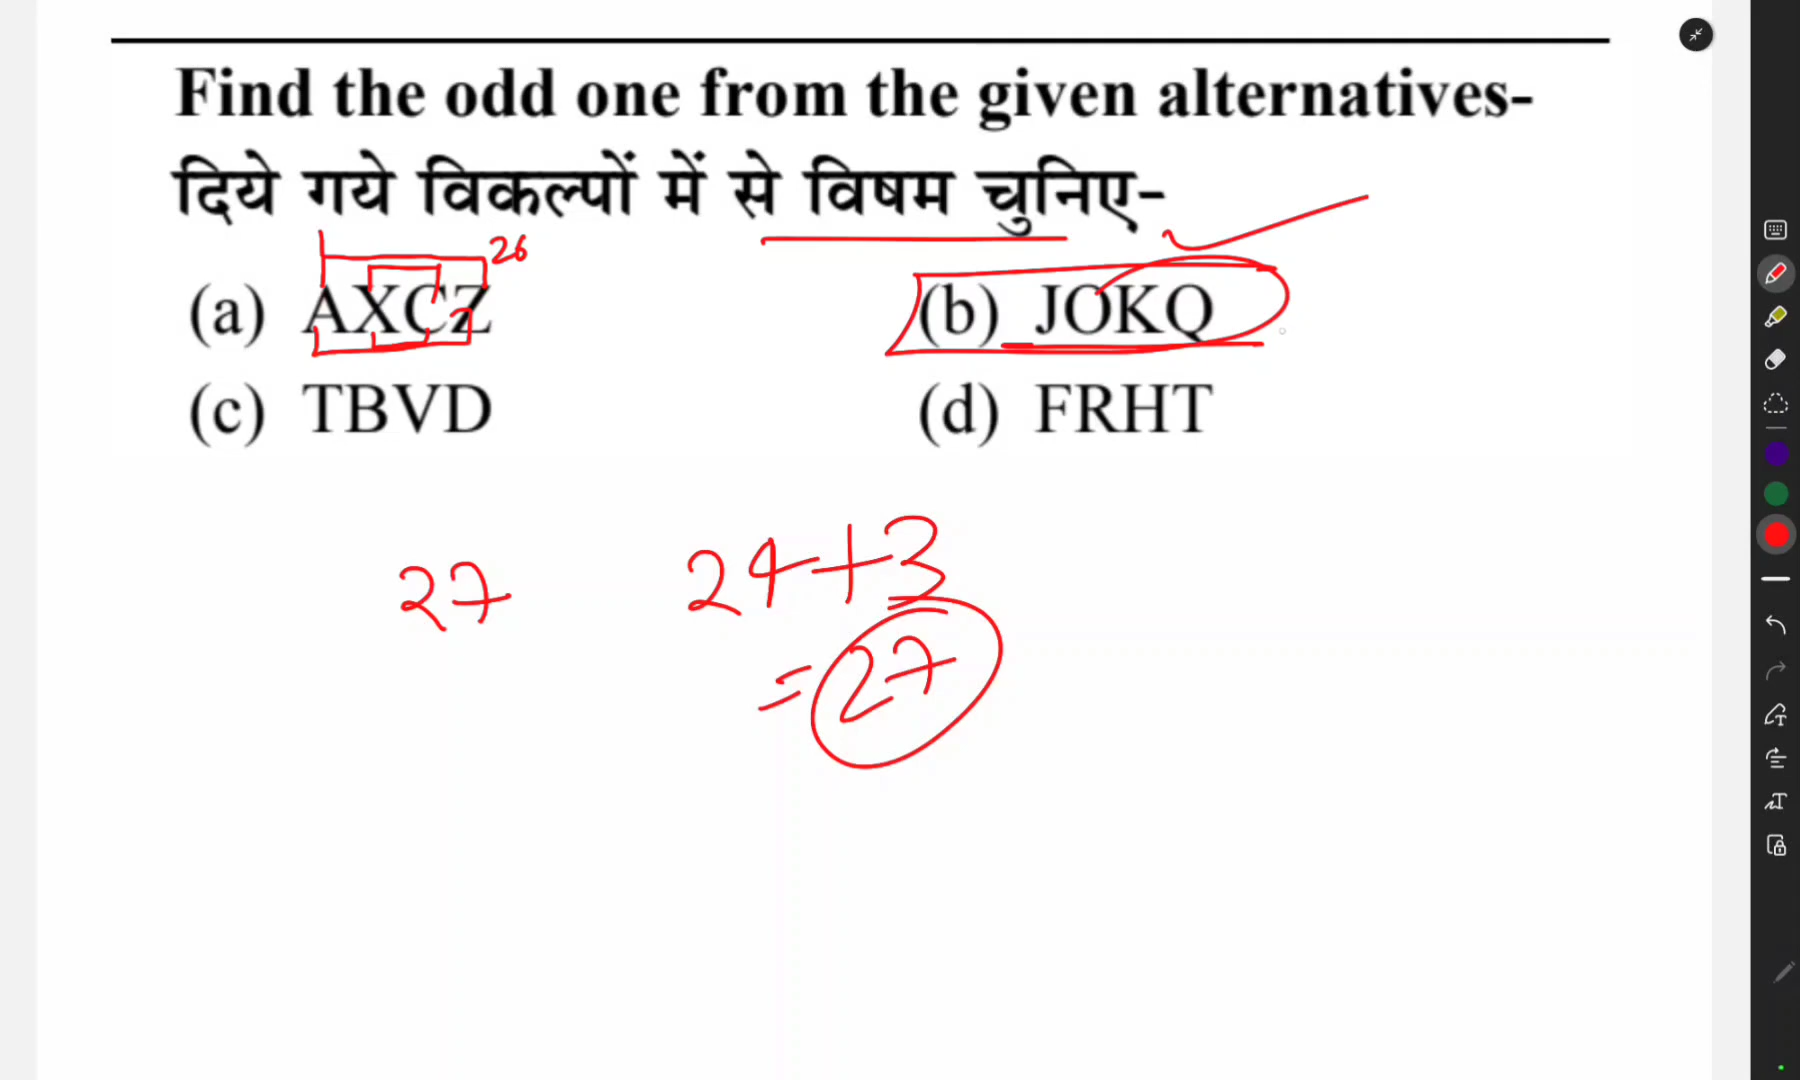 Find the odd one from the given alternatives-
दिये गये विकल्पों में से विषम चुनिए-
26
(a) AXCZ (b) JOKQ
(c) TBVD (d) FRHT
27 24+3
=27